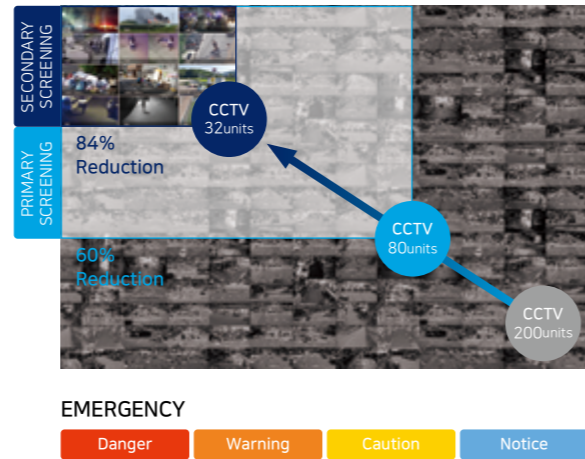 SECONDARY
SCREENING
CCTV
32units
84%
Reduction
PRIMARY
SCREENING
CCTV
80units
60%
Reduction
CCTV
200units
EMERGENCY
Danger
Warning
Caution
Notice